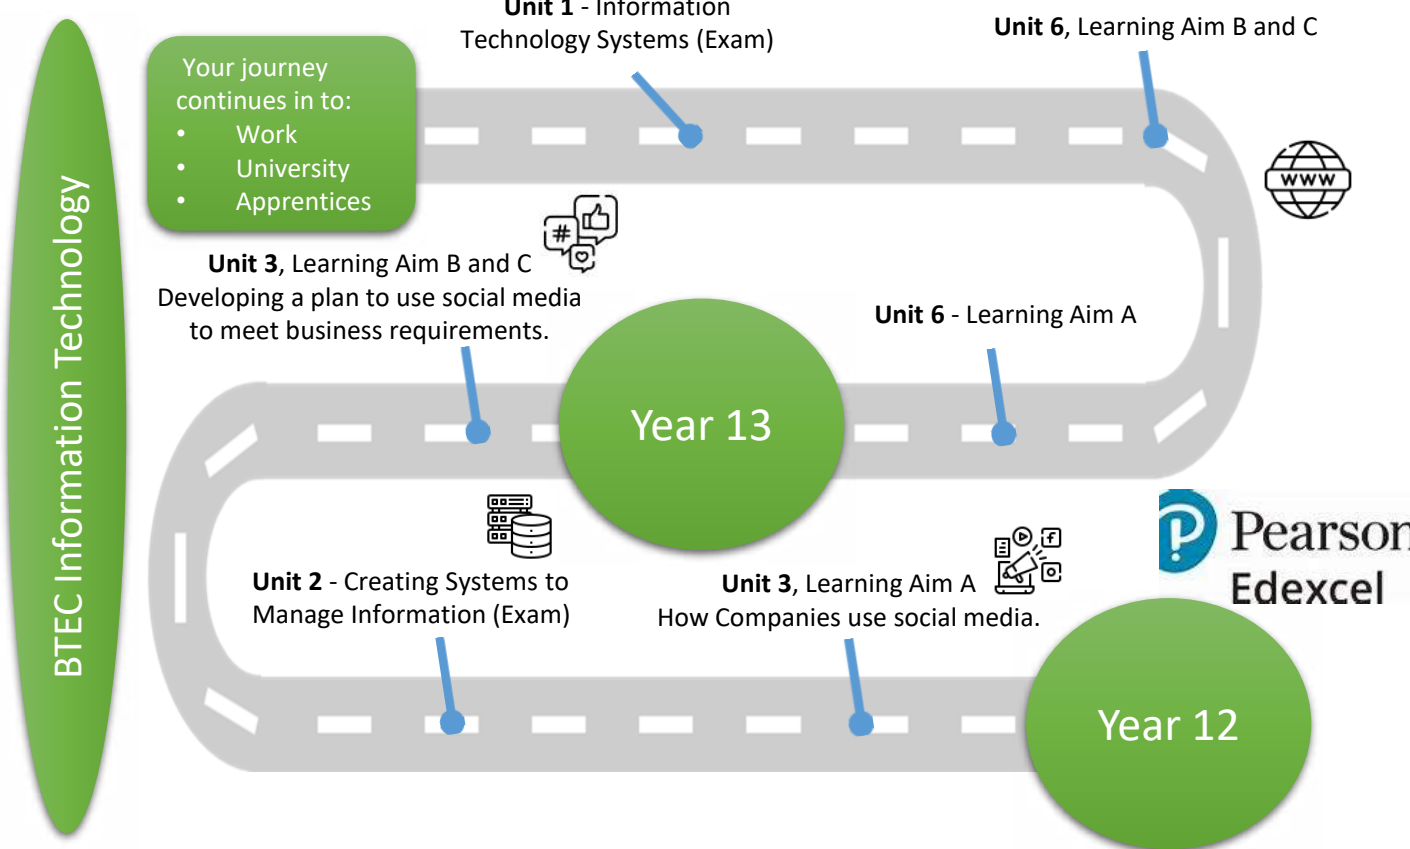 BTEC Information Technology
Unit 1 - Information
Technology Systems (Exam)
Unit 6, Learning Aim B and C
Your journey
continues in to:
• Work
• University
• Apprentices
WWW
#
Unit 3, Learning Aim B and C
Developing a plan to use social media
to meet business requirements.
Unit 6 - Learning Aim A
Year 13
Unit 2 - Creating Systems to
Manage Information (Exam)
Unit 3, Learning Aim A
How Companies use social media.
Pearson
Edexcel
Year 12